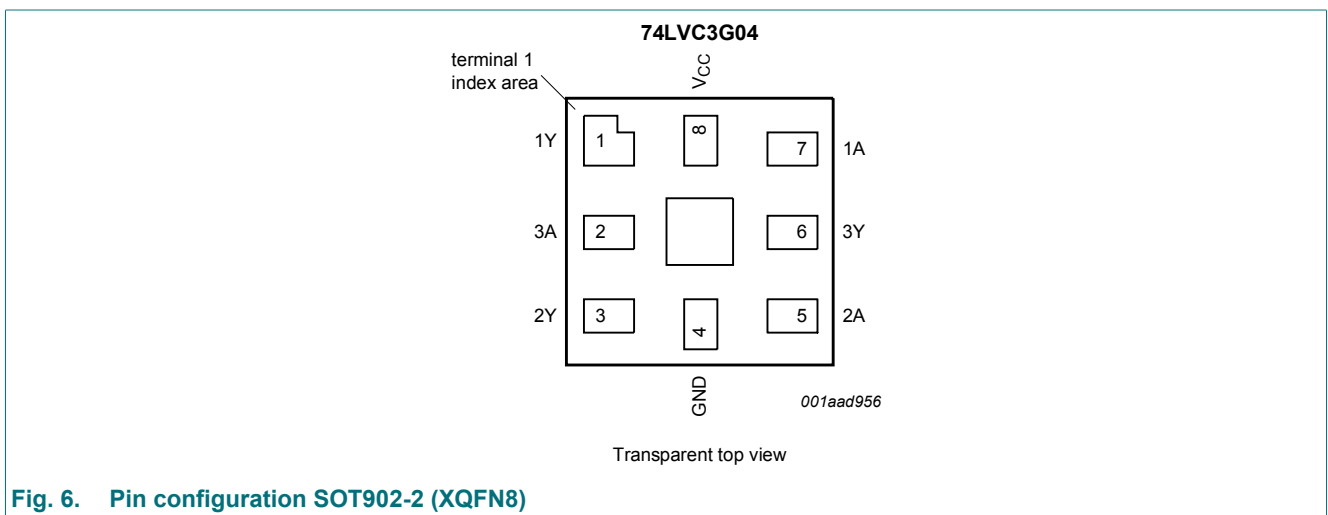 74LVC3G04
terminal 1
index area
VCC
1Y 1 8 7 1A
3A 2 6 3Y
2Y 3 4 5 2A
GND
001aad956
Transparent top view
Fig. 6. Pin configuration SOT902-2 (XQFN8)